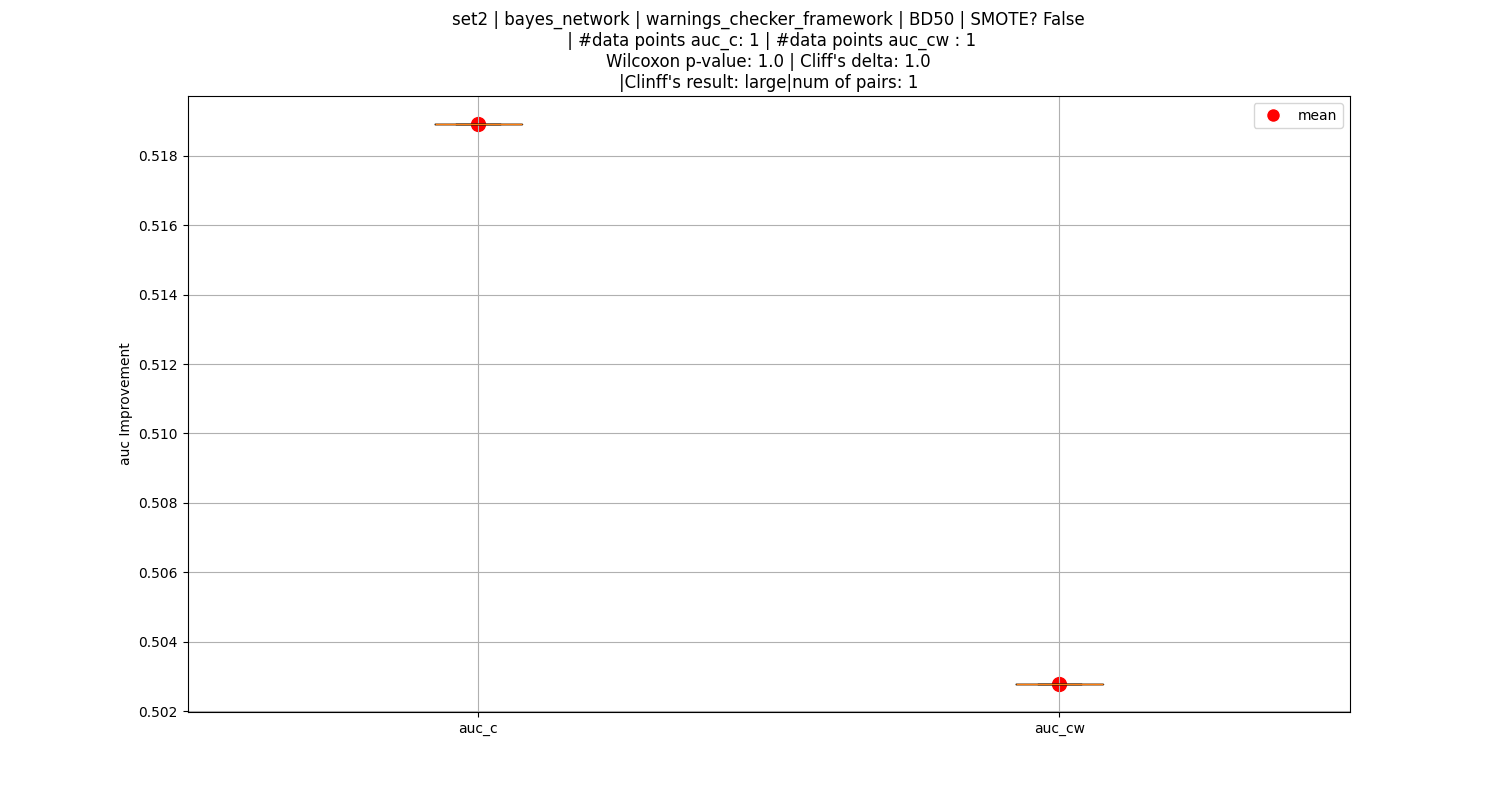 set2 | bayes_network | warnings_checker_framework | BD50 | SMOTE? False
| #data points auc_c: 1 | #data points auc_cw : 1
Wilcoxon p-value: 1.0 | Cliff's delta: 1.0
|Clinff's result: large|num of pairs: 1
mean
0.518
0.516
0.514
0.512
0.510
0.508
0.506
0.504
0.502
auc Improvement
auc_c
auc_cw